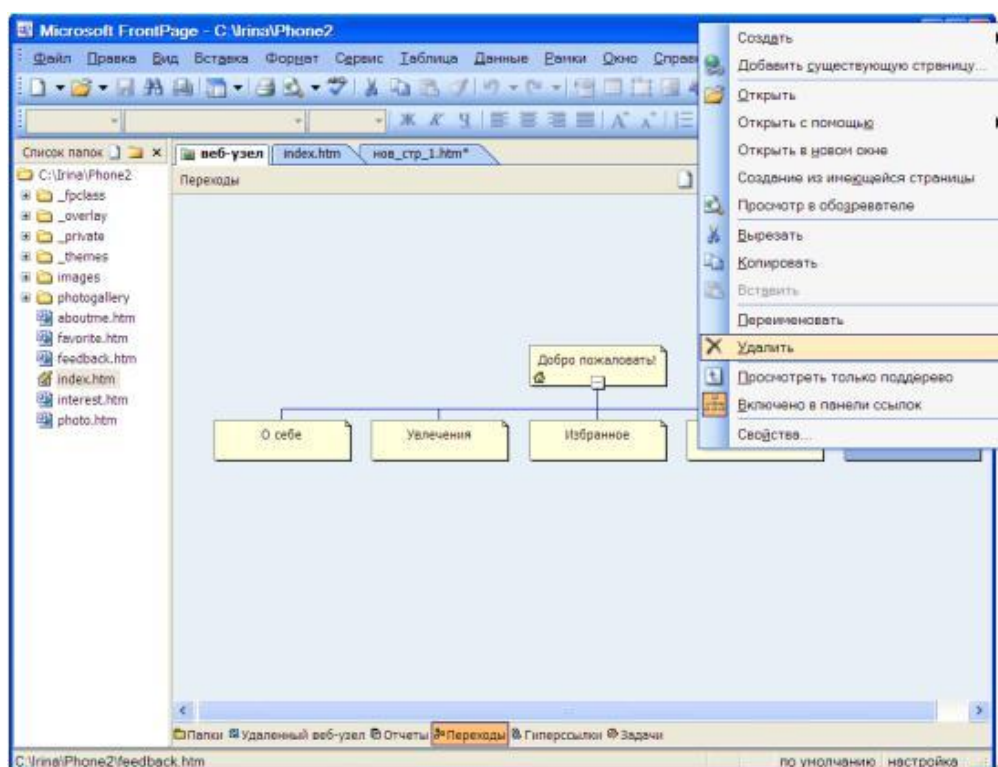 Microsoft FrontPage - C:\Irina\Phone2
Файл Правка Вид Вставка Формат Сервис Таблица Данные Рамки Окно
Ж К Ч
Список папок
веб-узел index.htm нов_стр_1.htm*
C:\Irina\Phone2
Переходы
_fpclass
_overlay
_private
_themes
images
photogallery
aboutme.htm
favorite.htm
feedback.htm
index.htm
interest.htm
photo.htm
Добро пожаловать!
О себе Увлечения Избранное
Создать
Добавить существующую страницу...
Открыть
Открыть с помощью
Открыть в новом окне
Создание из имеющейся страницы
Просмотр в обозревателе
Вырезать
Копировать
Вставить
Переименовать
Удалить
Просмотреть только поддерево
Включено в панели ссылок
Свойства...
Папки Удаленный веб-узел Отчеты Переходы Гиперссылки Задачи
C:\Irina\Phone2\feedback.htm по умолчанию настройка